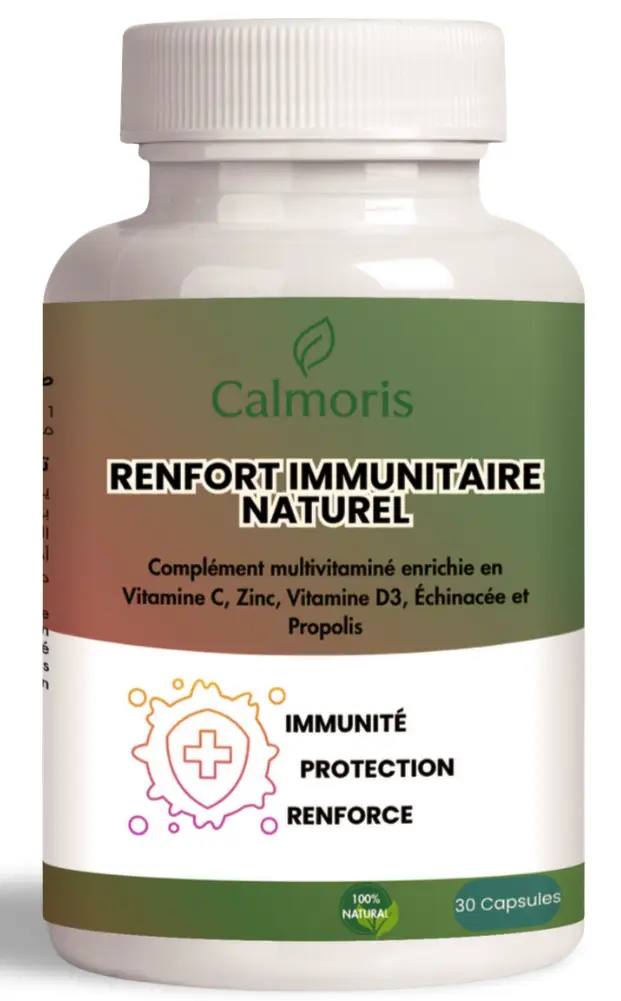 Calmoris
RENFORT IMMUNITAIRE
NATUREL
Complément multivitaminé enrichie en
Vitamine C, Zinc, Vitamine D3, Échinacée et
Propolis
IMMUNITÉ
PROTECTION
RENFORCE
100%
NATURAL
30 Capsules